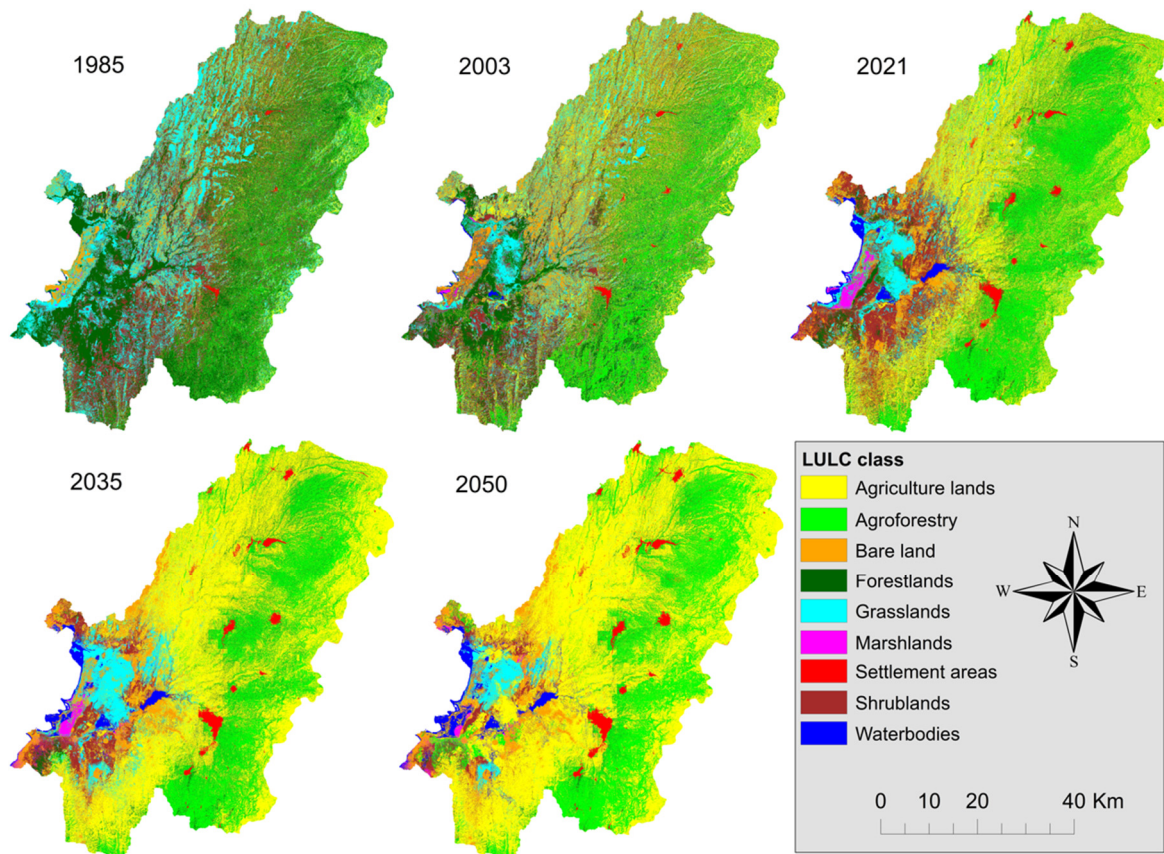 1985
2003
2021
2035
2050
LULC class
Agriculture lands
Agroforestry
Bare land
Forestlands
Grasslands
Marshlands
Settlement areas
Shrublands
Waterbodies
N
W E
S
0 10 20 40 Km